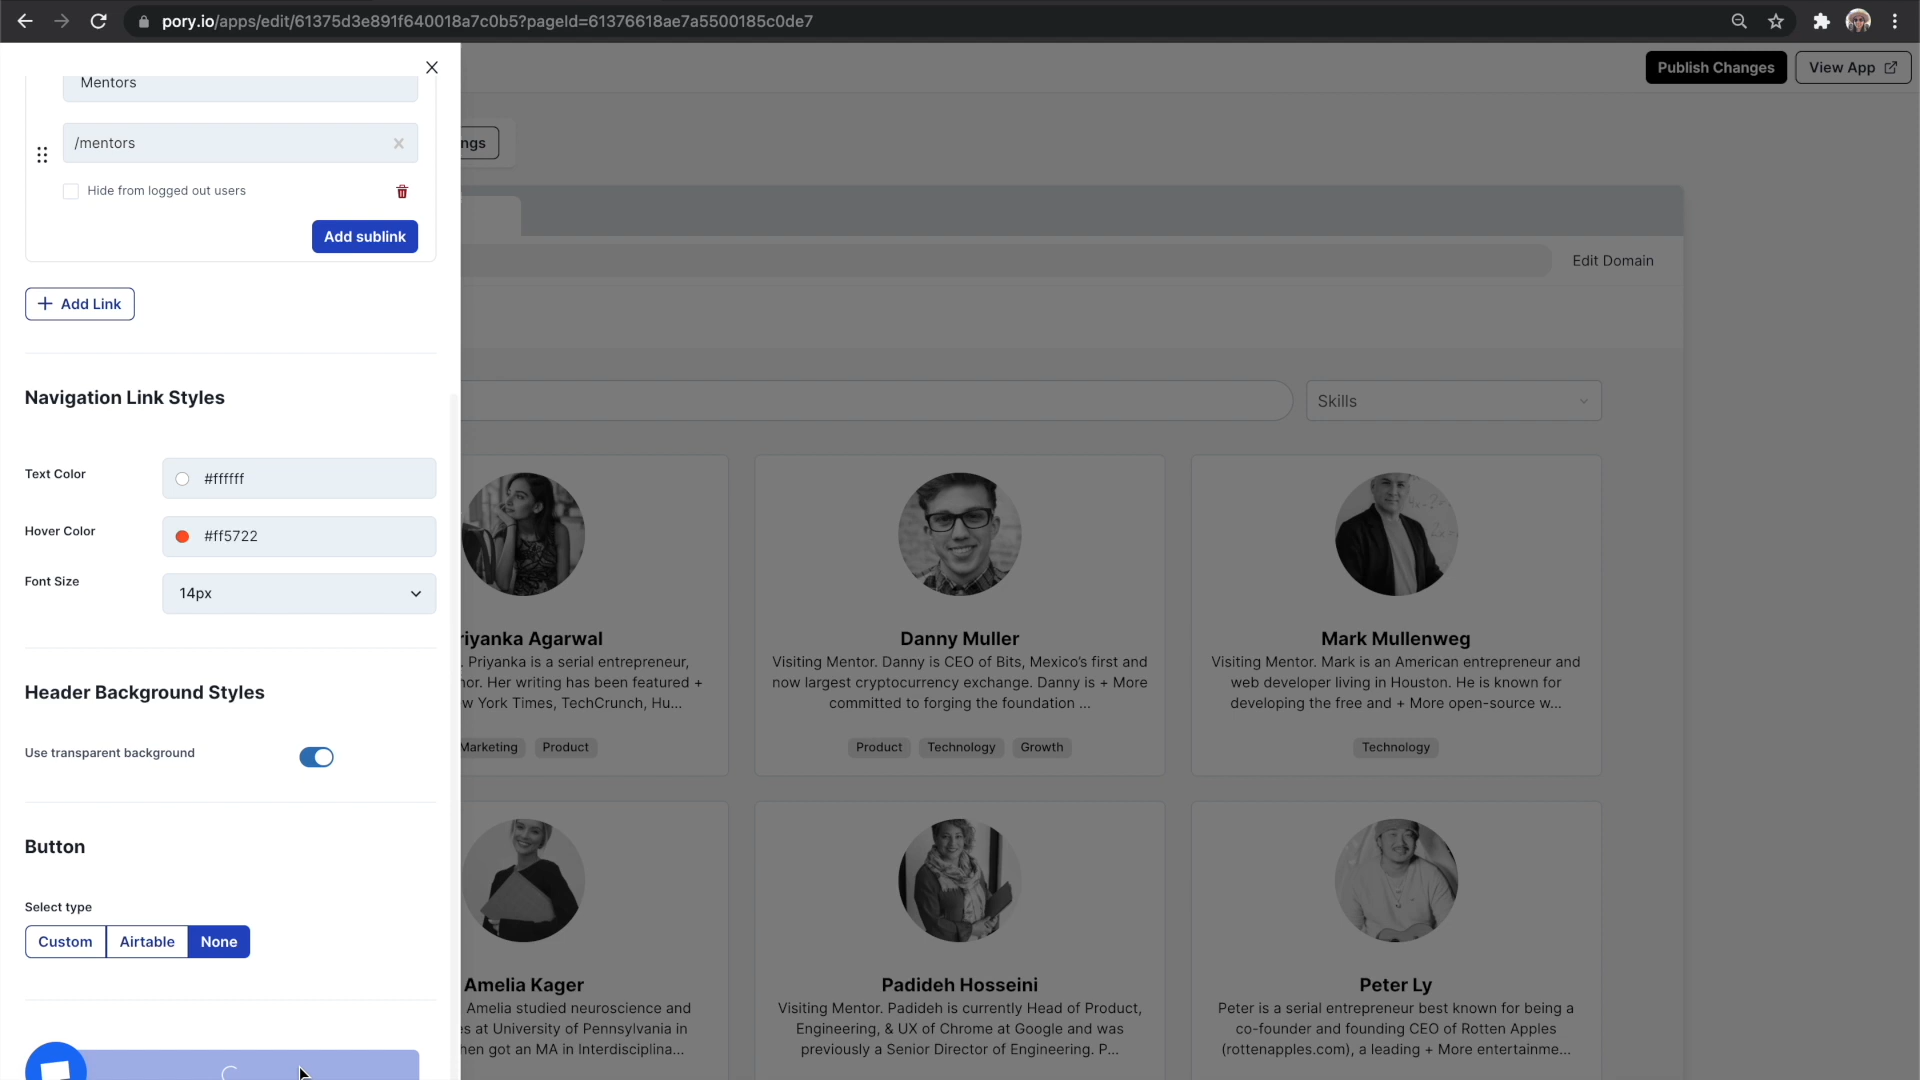 pory.io/apps/edit/61375d3e891f640018a7c0b5?pageId=61376618ae7a5500185c0de7
Publish Changes
View App
Mentors
/mentors
ngs
Hide from logged out users
Add sublink
Edit Domain
+ Add Link
Navigation Link Styles
Skills
Text Color
#ffffff
Hover Color
#ff5722
Font Size
14px
riyanka Agarwal
. Priyanka is a serial entrepreneur,
or. Her writing has been featured +
w York Times, TechCrunch, Hu...
Marketing
Product
Danny Muller
Visiting Mentor. Danny is CEO of Bits, Mexico's first and
now largest cryptocurrency exchange. Danny is + More
committed to forging the foundation ...
Product
Technology
Growth
Mark Mullenweg
Visiting Mentor. Mark is an American entrepreneur and
web developer living in Houston. He is known for
developing the free and + More open-source w...
Technology
Header Background Styles
Use transparent background
Button
Select type
Custom
Airtable
None
Amelia Kager
Amelia studied neuroscience and
es at University of Pennsylvania in
hen got an MA in Interdisciplina...
Padideh Hosseini
Visiting Mentor. Padideh is currently Head of Product,
Engineering, & UX of Chrome at Google and was
previously a Senior Director of Engineering. P...
Peter Ly
Peter is a serial entrepreneur best known for being a
co-founder and founding CEO of Rotten Apples
(rottenapples.com), a leading + More entertainme...